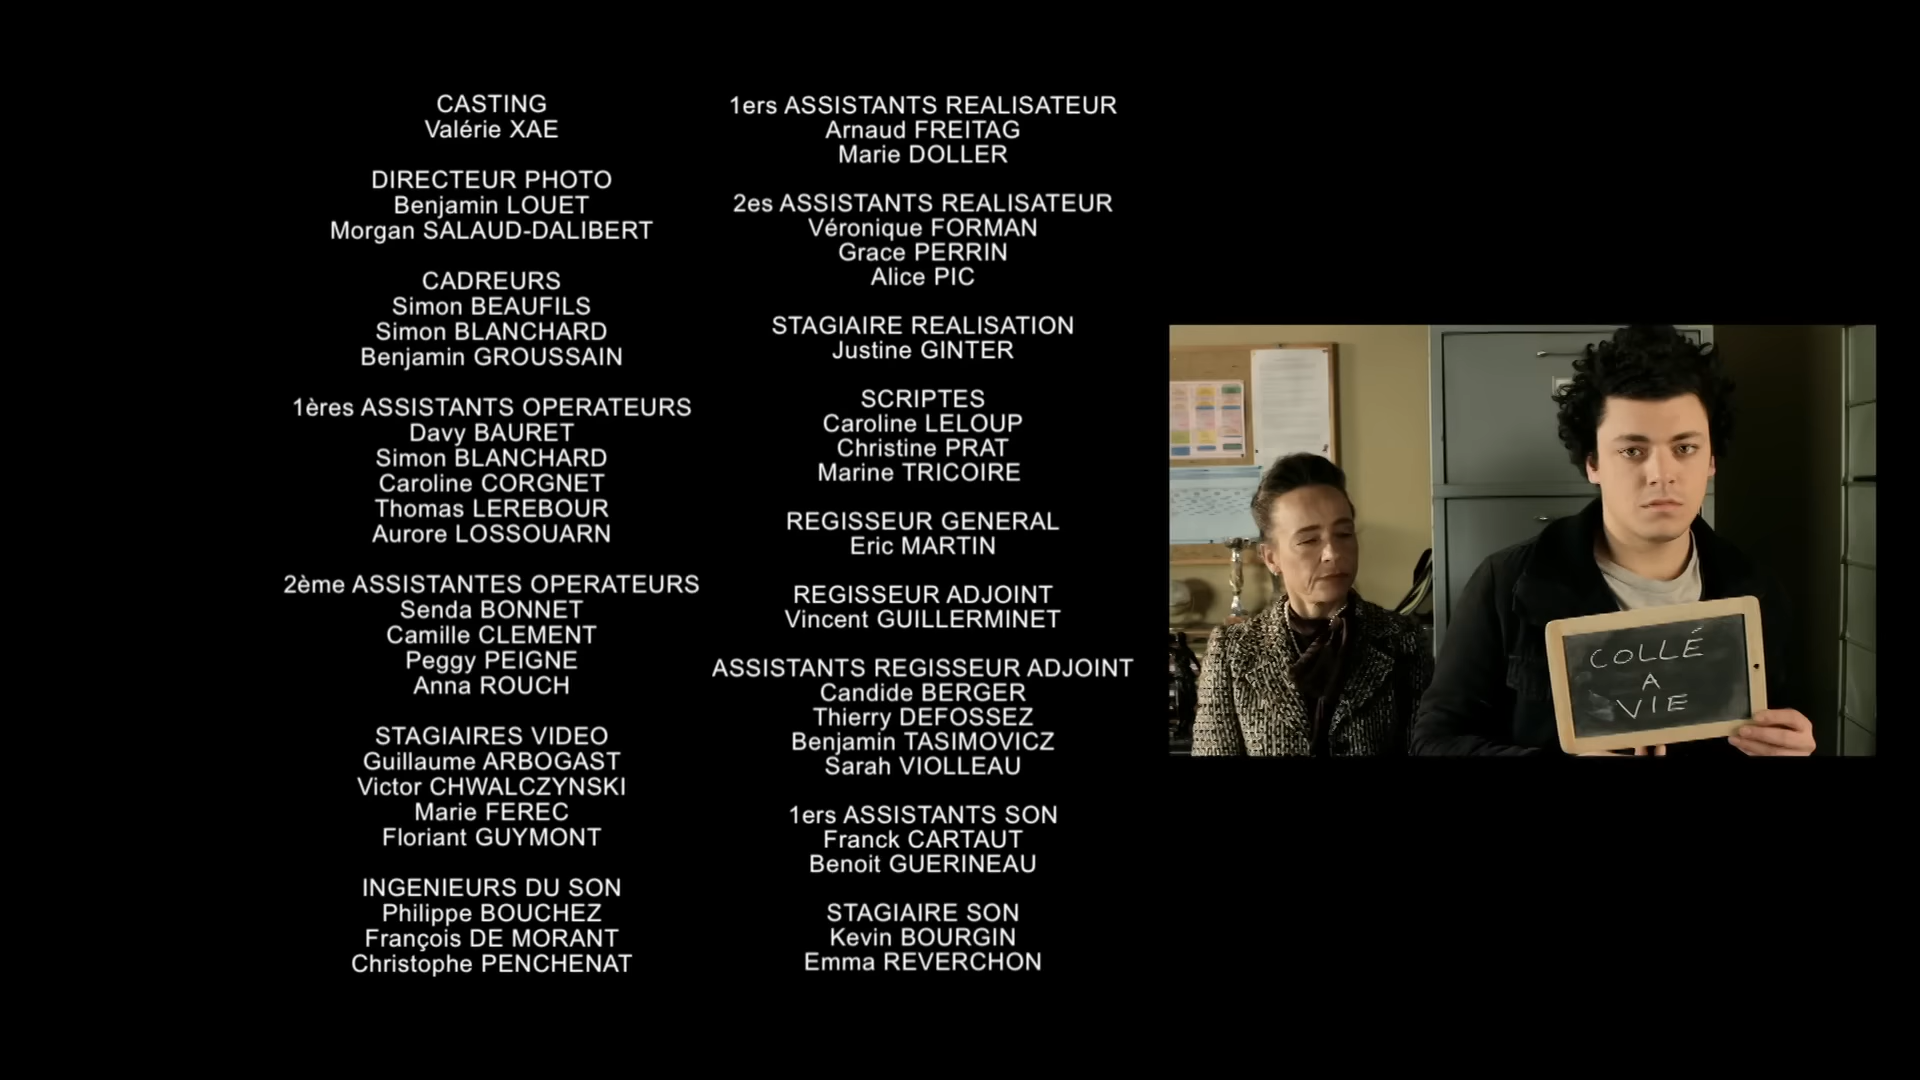 CASTING
Valérie XAE
DIRECTEUR PHOTO
Benjamin LOUET
Morgan SALAUD-DALIBERT
CADREURS
Simon BEAUFILS
Simon BLANCHARD
Benjamin GROUSSAIN
1ères ASSISTANTS OPERATEURS
Davy BAURET
Simon BLANCHARD
Caroline CORGNET
Thomas LEREBOUR
Aurore LOSSOUARN
2ème ASSISTANTES OPERATEURS
Senda BONNET
Camille CLEMENT
Peggy PEIGNE
Anna ROUCH
STAGIAIRES VIDEO
Guillaume ARBOGAST
Victor CHWALCZYNSKI
Marie FEREC
Floriant GUYMONT
INGENIEURS DU SON
Philippe BOUCHEZ
François DE MORANT
Christophe PENCHENAT
1ers ASSISTANTS REALISATEUR
Arnaud FREITAG
Marie DOLLER
2es ASSISTANTS REALISATEUR
Véronique FORMAN
Grace PERRIN
Alice PIC
STAGIAIRE REALISATION
Justine GINTER
SCRIPTES
Caroline LELOUP
Christine PRAT
Marine TRICOIRE
REGISSEUR GENERAL
Eric MARTIN
REGISSEUR ADJOINT
Vincent GUILLERMINET
ASSISTANTS REGISSEUR ADJOINT
Candide BERGER
Thierry DEFOSSEZ
Benjamin TASIMOVICZ
Sarah VIOLLEAU
1ers ASSISTANTS SON
Franck CARTAUT
Benoit GUERINEAU
STAGIAIRE SON
Kevin BOURGIN
Emma REVERCHON
COLLÉ
A
VIE